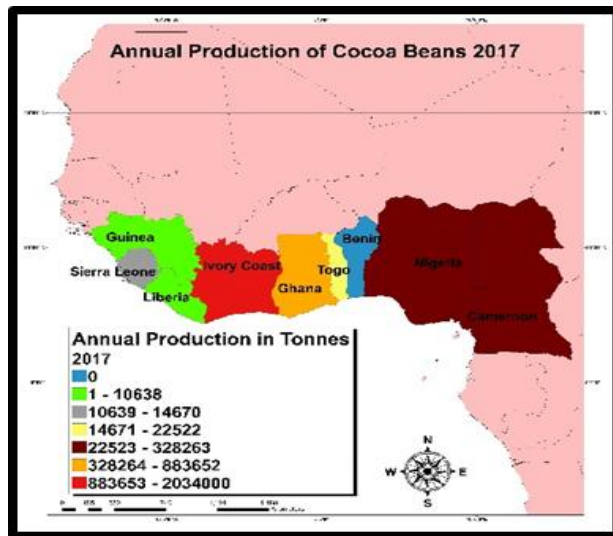 Annual Production of Cocoa Beans 2017
Guinea
Sierra Leone
Liberia
Ivory Coast
Ghana
Togo
Benin
Nigeria
Cameroon
Annual Production in Tonnes
2017
0
1 - 10638
10639 - 14670
14671 - 22522
22523 - 328263
328264 - 883652
883653 - 2034000
N
W
E
S